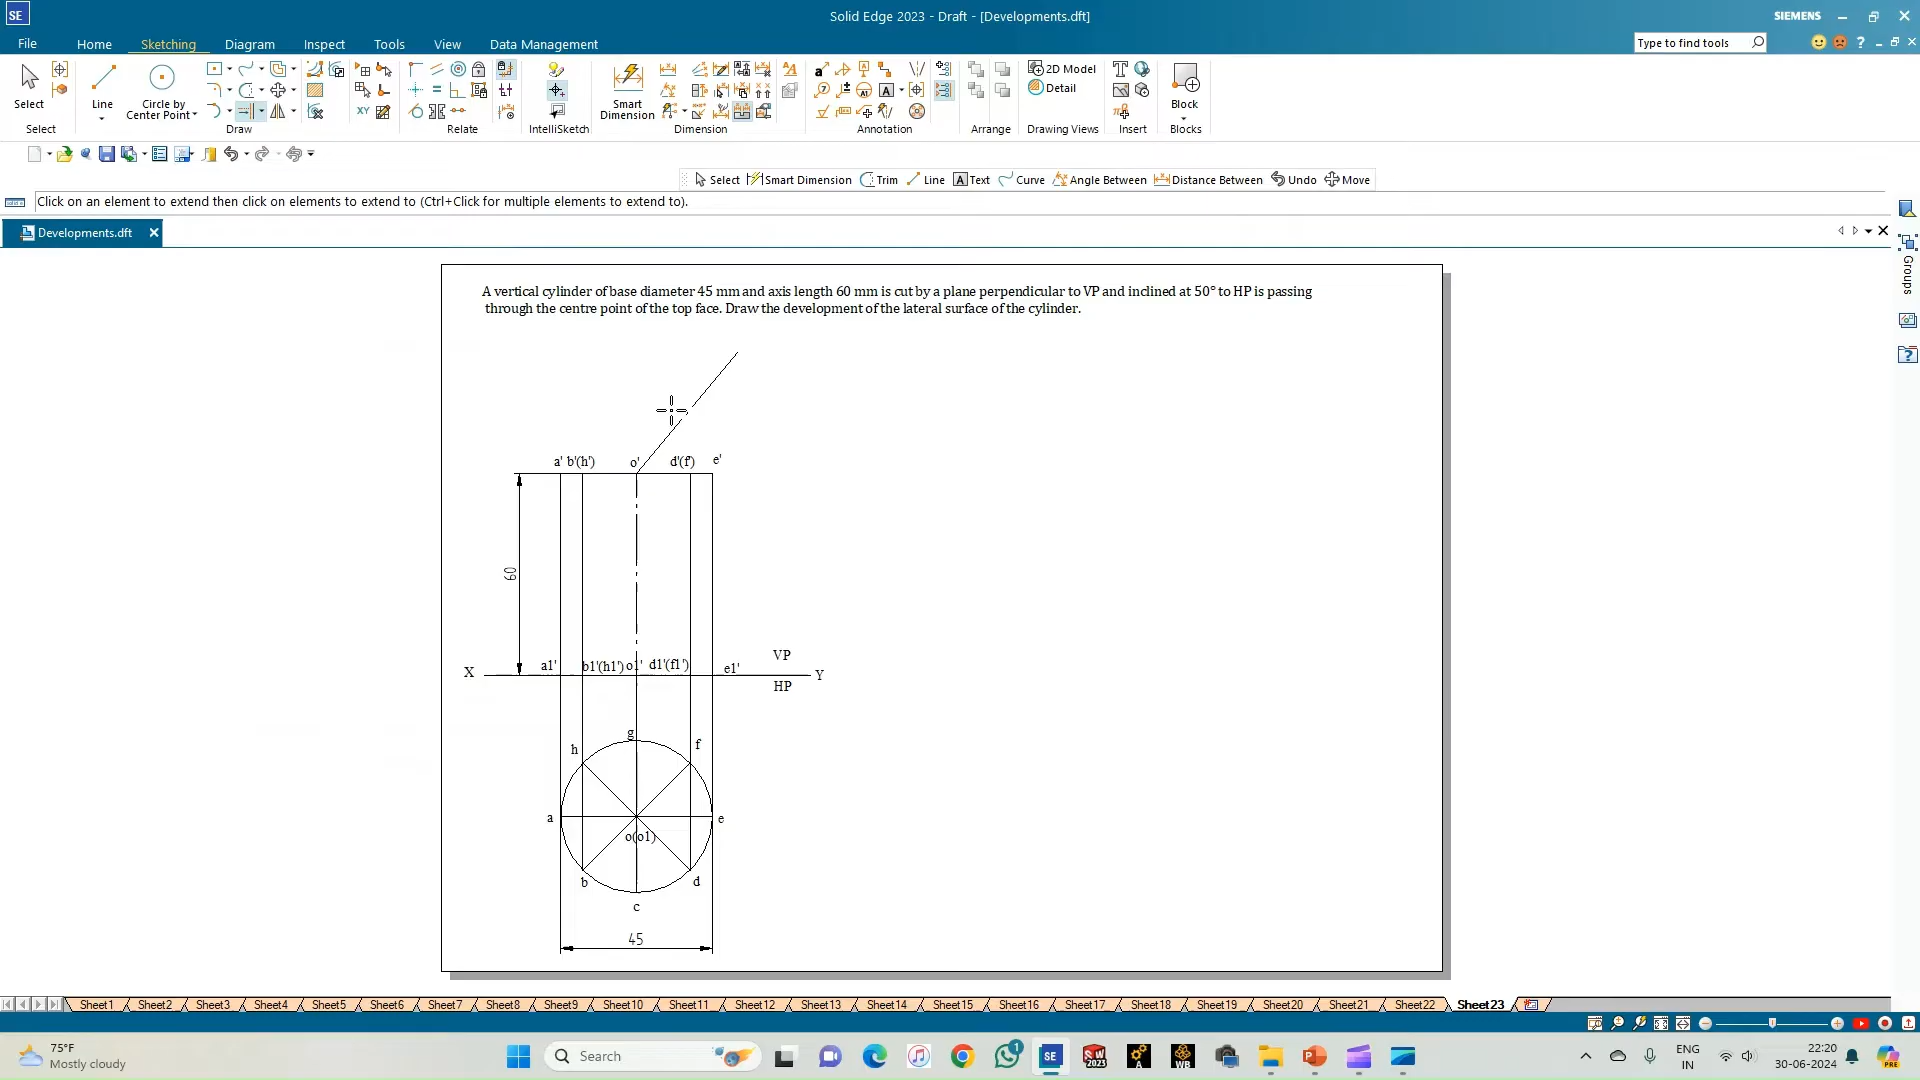 SE
Solid Edge 2023 - Draft - [Developments.dft]
SIEMENS
File
Home
Sketching
Diagram
Inspect
Tools
View
Data Management
Type to find tools
Select
Line
Circle by
Center Point
Smart
Dimension
2D Model
Detail
Block
Select
Draw
Relate
IntelliSketch
Dimension
Annotation
Arrange
Drawing Views
Insert
Blocks
Select
Smart Dimension
Trim
Line
Text
Curve
Angle Between
Distance Between
Undo
Move
Click on an element to extend then click on elements to extend to (Ctrl+Click for multiple elements to extend to).
Developments.dft
Groups
A vertical cylinder of base diameter 45 mm and axis length 60 mm is cut by a plane perpendicular to VP and inclined at 50° to HP is passing
through the centre point of the top face. Draw the development of the lateral surface of the cylinder.
a' b'(h')
o'
d'(f')
e'
60
a1'
b1'(h1')
o1'
d1'(f1')
e1'
VP
X
Y
HP
g
h
f
a
e
o(o1)
b
d
c
45
Sheet1
Sheet2
Sheet3
Sheet4
Sheet5
Sheet6
Sheet7
Sheet8
Sheet9
Sheet10
Sheet11
Sheet12
Sheet13
Sheet14
Sheet15
Sheet16
Sheet17
Sheet18
Sheet19
Sheet20
Sheet21
Sheet22
Sheet23
75°F
Mostly cloudy
Search
1
SE
2023
A
WB
ENG
IN
22:20
30-06-2024
PRE